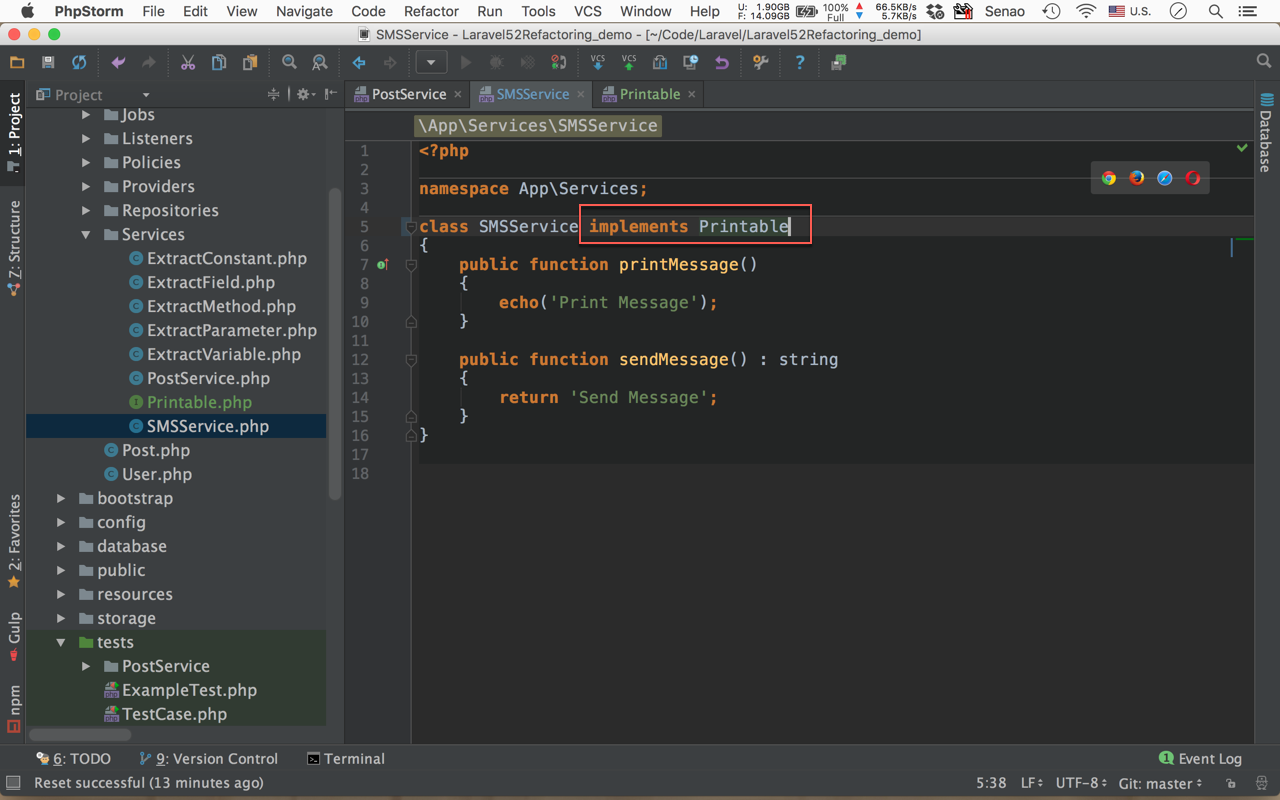 PhpStorm File Edit View Navigate Code Refactor Run Tools VCS Window Help U: 1.90GB F: 14.09GB 100% Full 66.5KB/s 5.7KB/s Senao U.S.
SMSService - Laravel52Refactoring_demo - [~/Code/Laravel/Laravel52Refactoring_demo]
VCS VCS
Project
PostService
SMSService
Printable
1: Project
7: Structure
2: Favorites
Gulp
npm
Jobs
Listeners
Policies
Providers
Repositories
Services
ExtractConstant.php
ExtractField.php
ExtractMethod.php
ExtractParameter.php
ExtractVariable.php
PostService.php
Printable.php
SMSService.php
Post.php
User.php
bootstrap
config
database
public
resources
storage
tests
PostService
ExampleTest.php
TestCase.php
\App\Services\SMSService
1 <?php
2
3 namespace App\Services;
4
5 class SMSService implements Printable
6 {
7 public function printMessage()
8 {
9 echo('Print Message');
10 }
11
12 public function sendMessage() : string
13 {
14 return 'Send Message';
15 }
16 }
17
18
Database
6: TODO 9: Version Control Terminal 1 Event Log
Reset successful (13 minutes ago) 5:38 LF UTF-8 Git: master